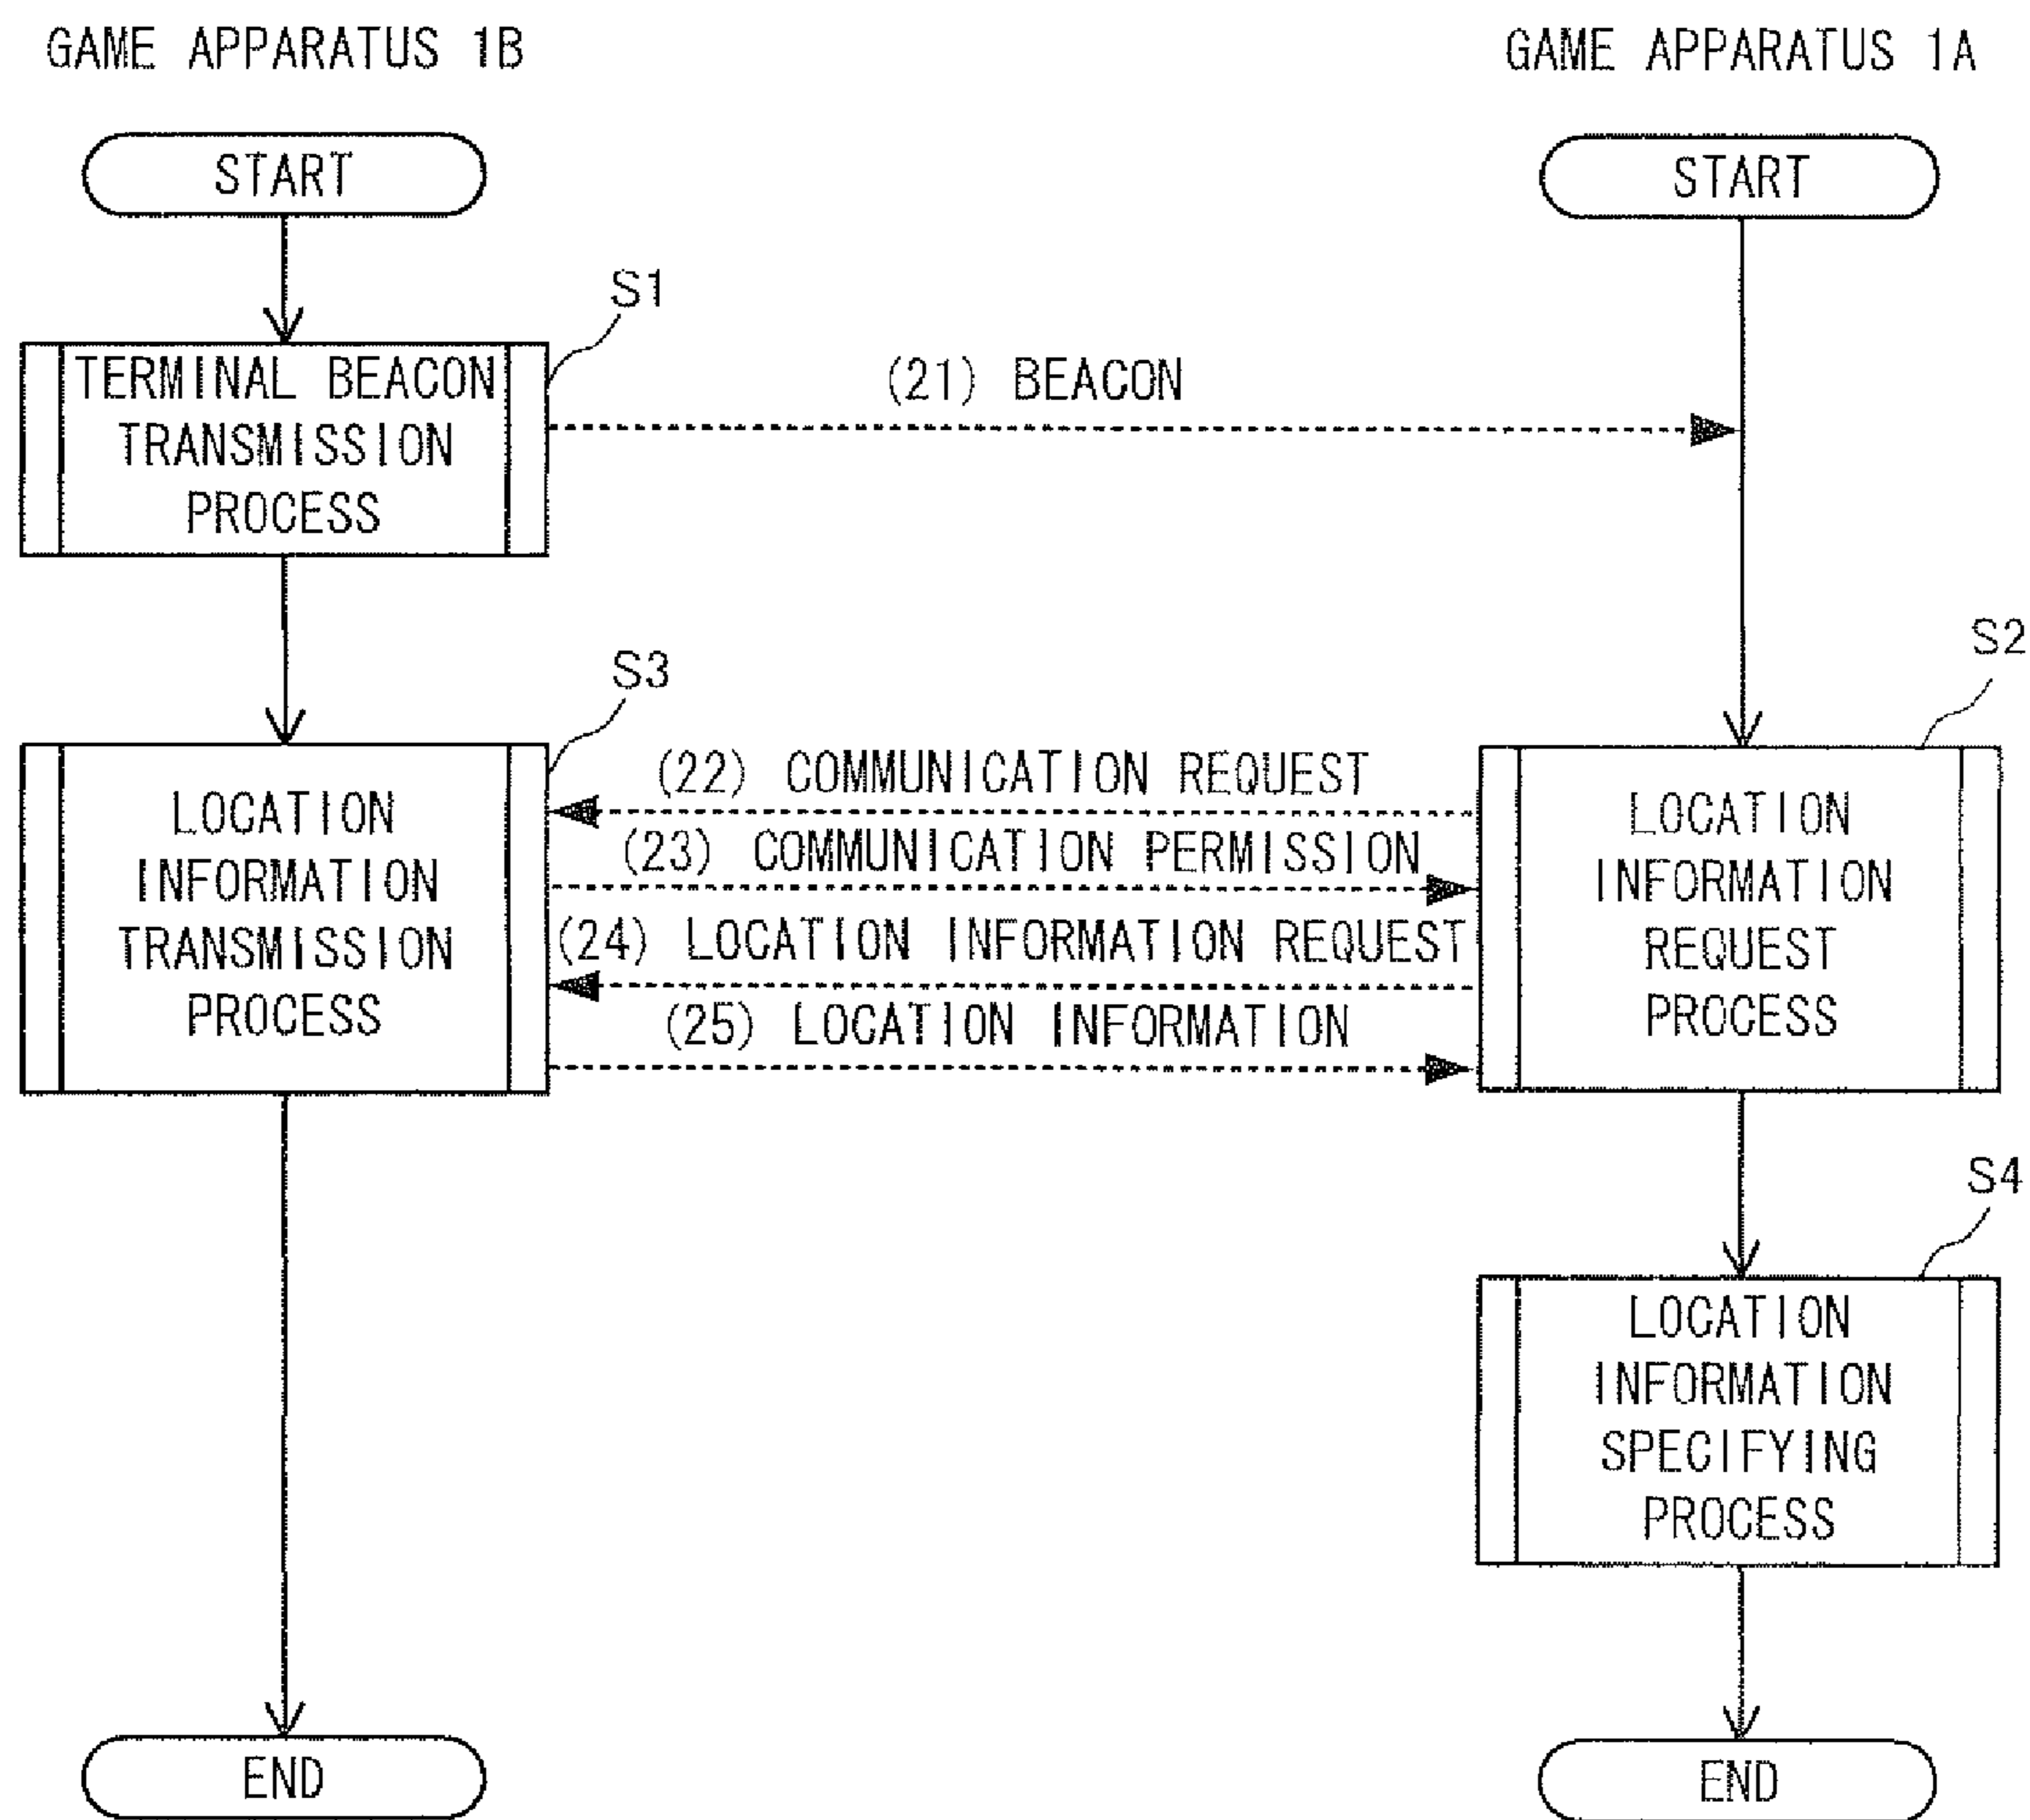 GAME APPARATUS 1B
GAME APPARATUS 1A
START
START
S1
TERMINAL BEACON
TRANSMISSION
PROCESS
(21) BEACON
S3
S2
LOCATION
INFORMATION
TRANSMISSION
PROCESS
(22) COMMUNICATION REQUEST
(23) COMMUNICATION PERMISSION
(24) LOCATION INFORMATION REQUEST
(25) LOCATION INFORMATION
LOCATION
INFORMATION
REQUEST
PROCESS
S4
LOCATION
INFORMATION
SPECIFYING
PROCESS
END
END